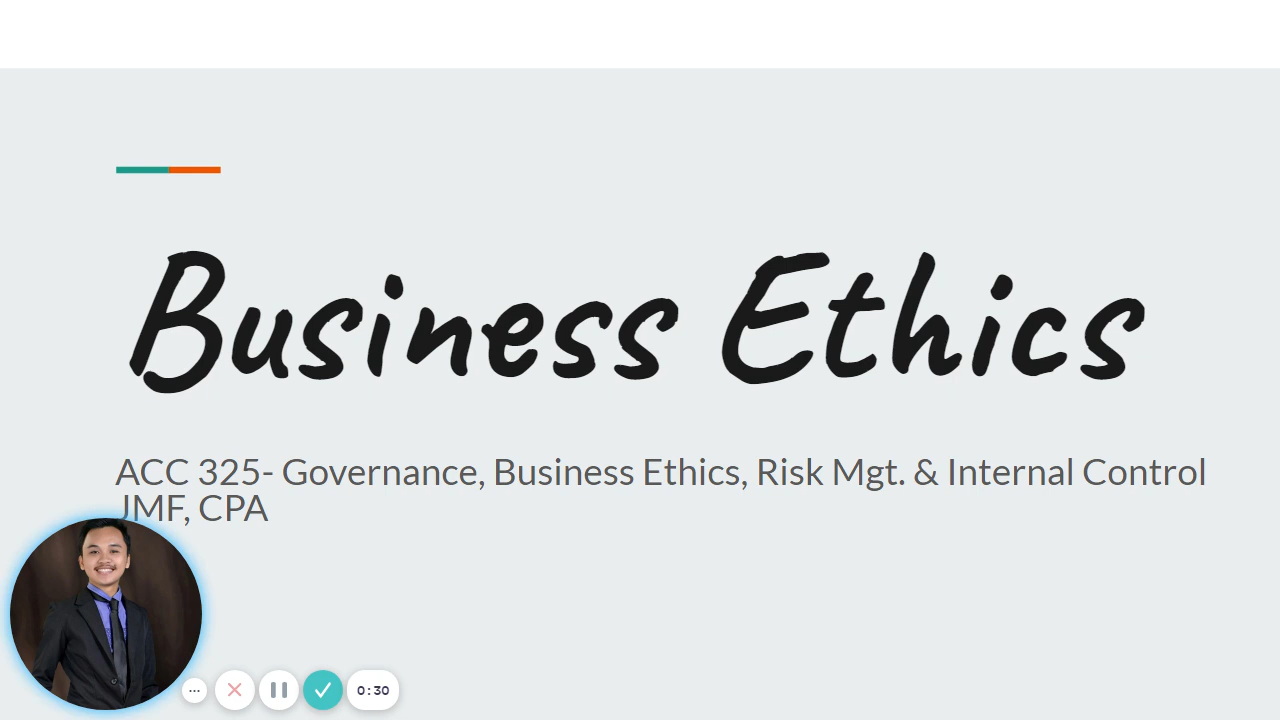 Business Ethics
ACC 325- Governance, Business Ethics, Risk Mgt. & Internal Control
JMF, CPA
0:30